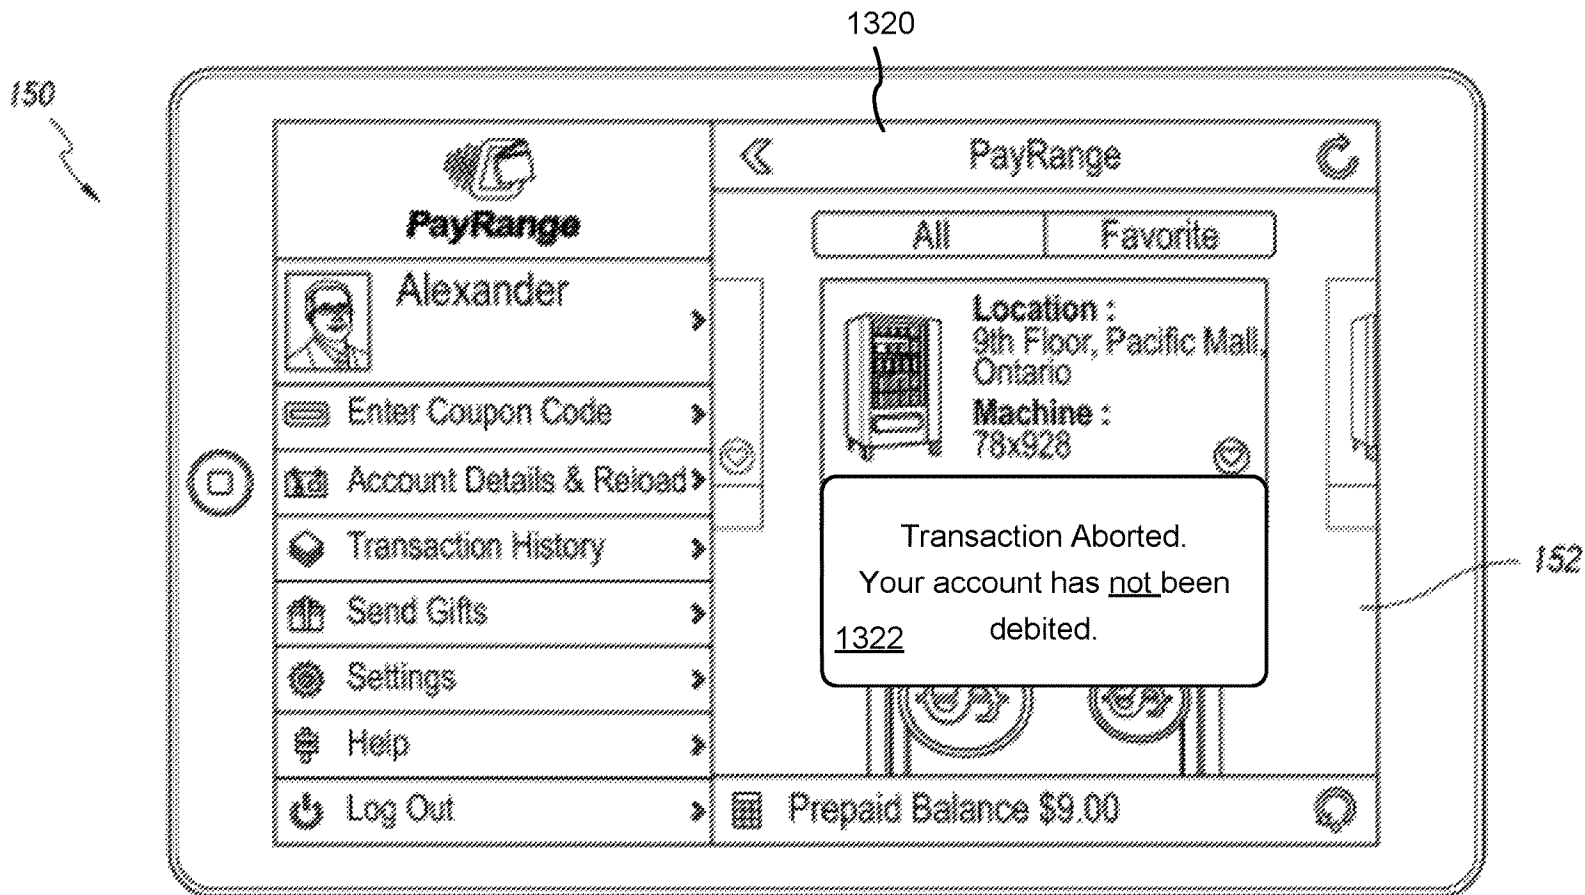 1320
150
PayRange
Alexander
Enter Coupon Code
Account Details & Reload
Transaction History
Send Gifts
Settings
Help
Log Out
PayRange
All
Favorite
Location :
9th Floor, Pacific Mall,
Ontario
Machine :
78x928
Transaction Aborted.
Your account has not been
debited.
1322
152
Prepaid Balance $9.00